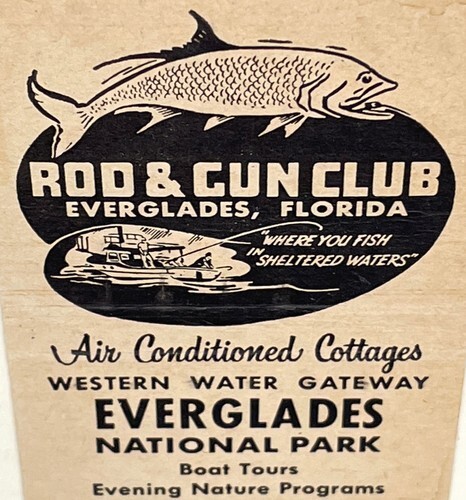 ROD & GUN CLUB
EVERGLADES, FLORIDA
"WHERE YOU FISH
IN SHELTERED WATERS"
Air Conditioned Cottages
WESTERN WATER GATEWAY
EVERGLADES
NATIONAL PARK
Boat Tours
Evening Nature Programs